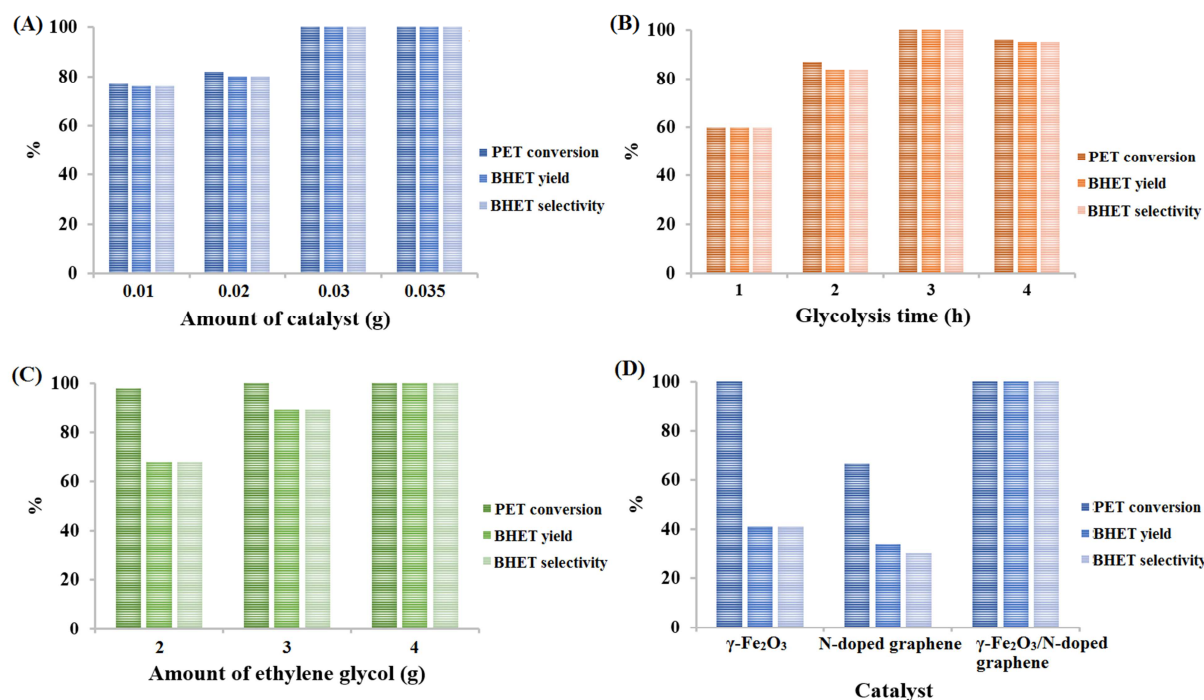 (A)
100
80
60
40
20
0
%
0.01 0.02 0.03 0.035
Amount of catalyst (g)
PET conversion
BHET yield
BHET selectivity
(B)
100
80
60
40
20
0
%
1 2 3 4
Glycolysis time (h)
PET conversion
BHET yield
BHET selectivity
(C)
100
80
60
40
20
0
%
2 3 4
Amount of ethylene glycol (g)
PET conversion
BHET yield
BHET selectivity
(D)
100
80
60
40
20
0
%
γ-Fe₂O₃ N-doped graphene γ-Fe₂O₃/N-doped
graphene
Catalyst
PET conversion
BHET yield
BHET selectivity